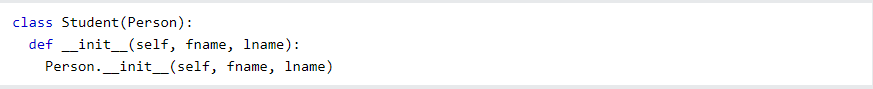 class Student(Person):
  def __init__(self, fname, lname):
    Person.__init__(self, fname, lname)